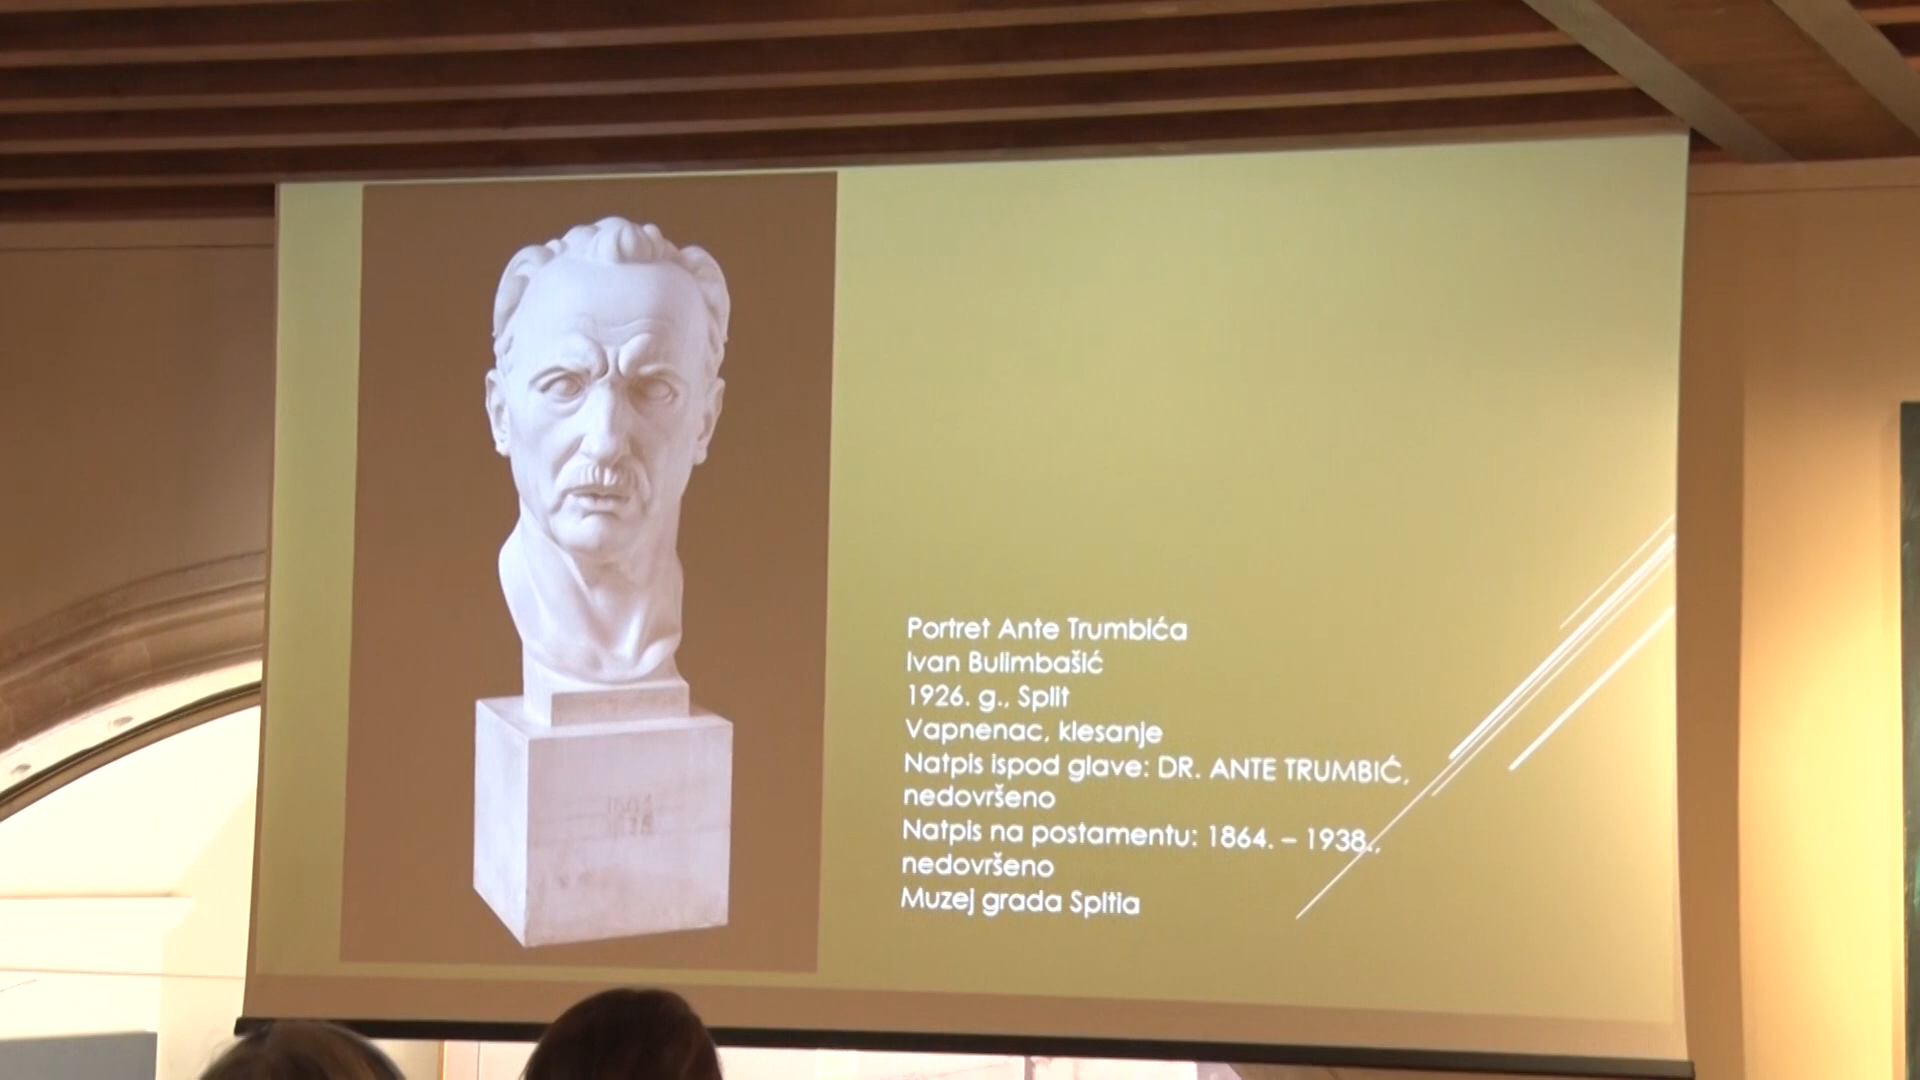 Portret Ante Trumbića
Ivan Bulimbašić
1926. g., Split
Vapnenac, klesanje
Natpis ispod glave: DR. ANTE TRUMBIĆ,
nedovršeno
Natpis na postamentu: 1864. – 1938.,
nedovršeno
Muzej grada Spltia